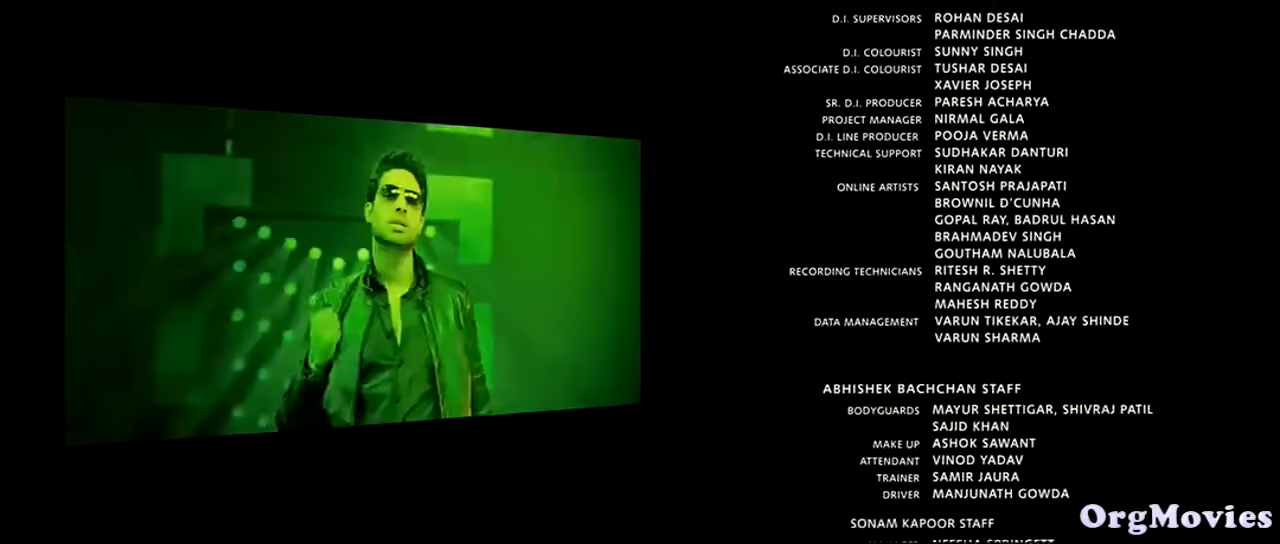 D.I. SUPERVISORS ROHAN DESAI
PARMINDER SINGH CHADDA
D.I. COLOURIST SUNNY SINGH
ASSOCIATE D.I. COLOURIST TUSHAR DESAI
XAVIER JOSEPH
SR. D.I. PRODUCER PARESH ACHARYA
PROJECT MANAGER NIRMAL GALA
D.I. LINE PRODUCER POOJA VERMA
TECHNICAL SUPPORT SUDHAKAR DANTURI
KIRAN NAYAK
ONLINE ARTISTS SANTOSH PRAJAPATI
BROWNIL D'CUNHA
GOPAL RAY, BADRUL HASAN
BRAHMADEV SINGH
GOUTHAM NALUBALA
RECORDING TECHNICIANS RITESH R. SHETTY
RANGANATH GOWDA
MAHESH REDDY
DATA MANAGEMENT VARUN TIKEKAR, AJAY SHINDE
VARUN SHARMA
ABHISHEK BACHCHAN STAFF
BODYGUARDS MAYUR SHETTIGAR, SHIVRAJ PATIL
SAJID KHAN
MAKE UP ASHOK SAWANT
ATTENDANT VINOD YADAV
TRAINER SAMIR JAURA
DRIVER MANJUNATH GOWDA
SONAM KAPOOR STAFF
OrgMovies